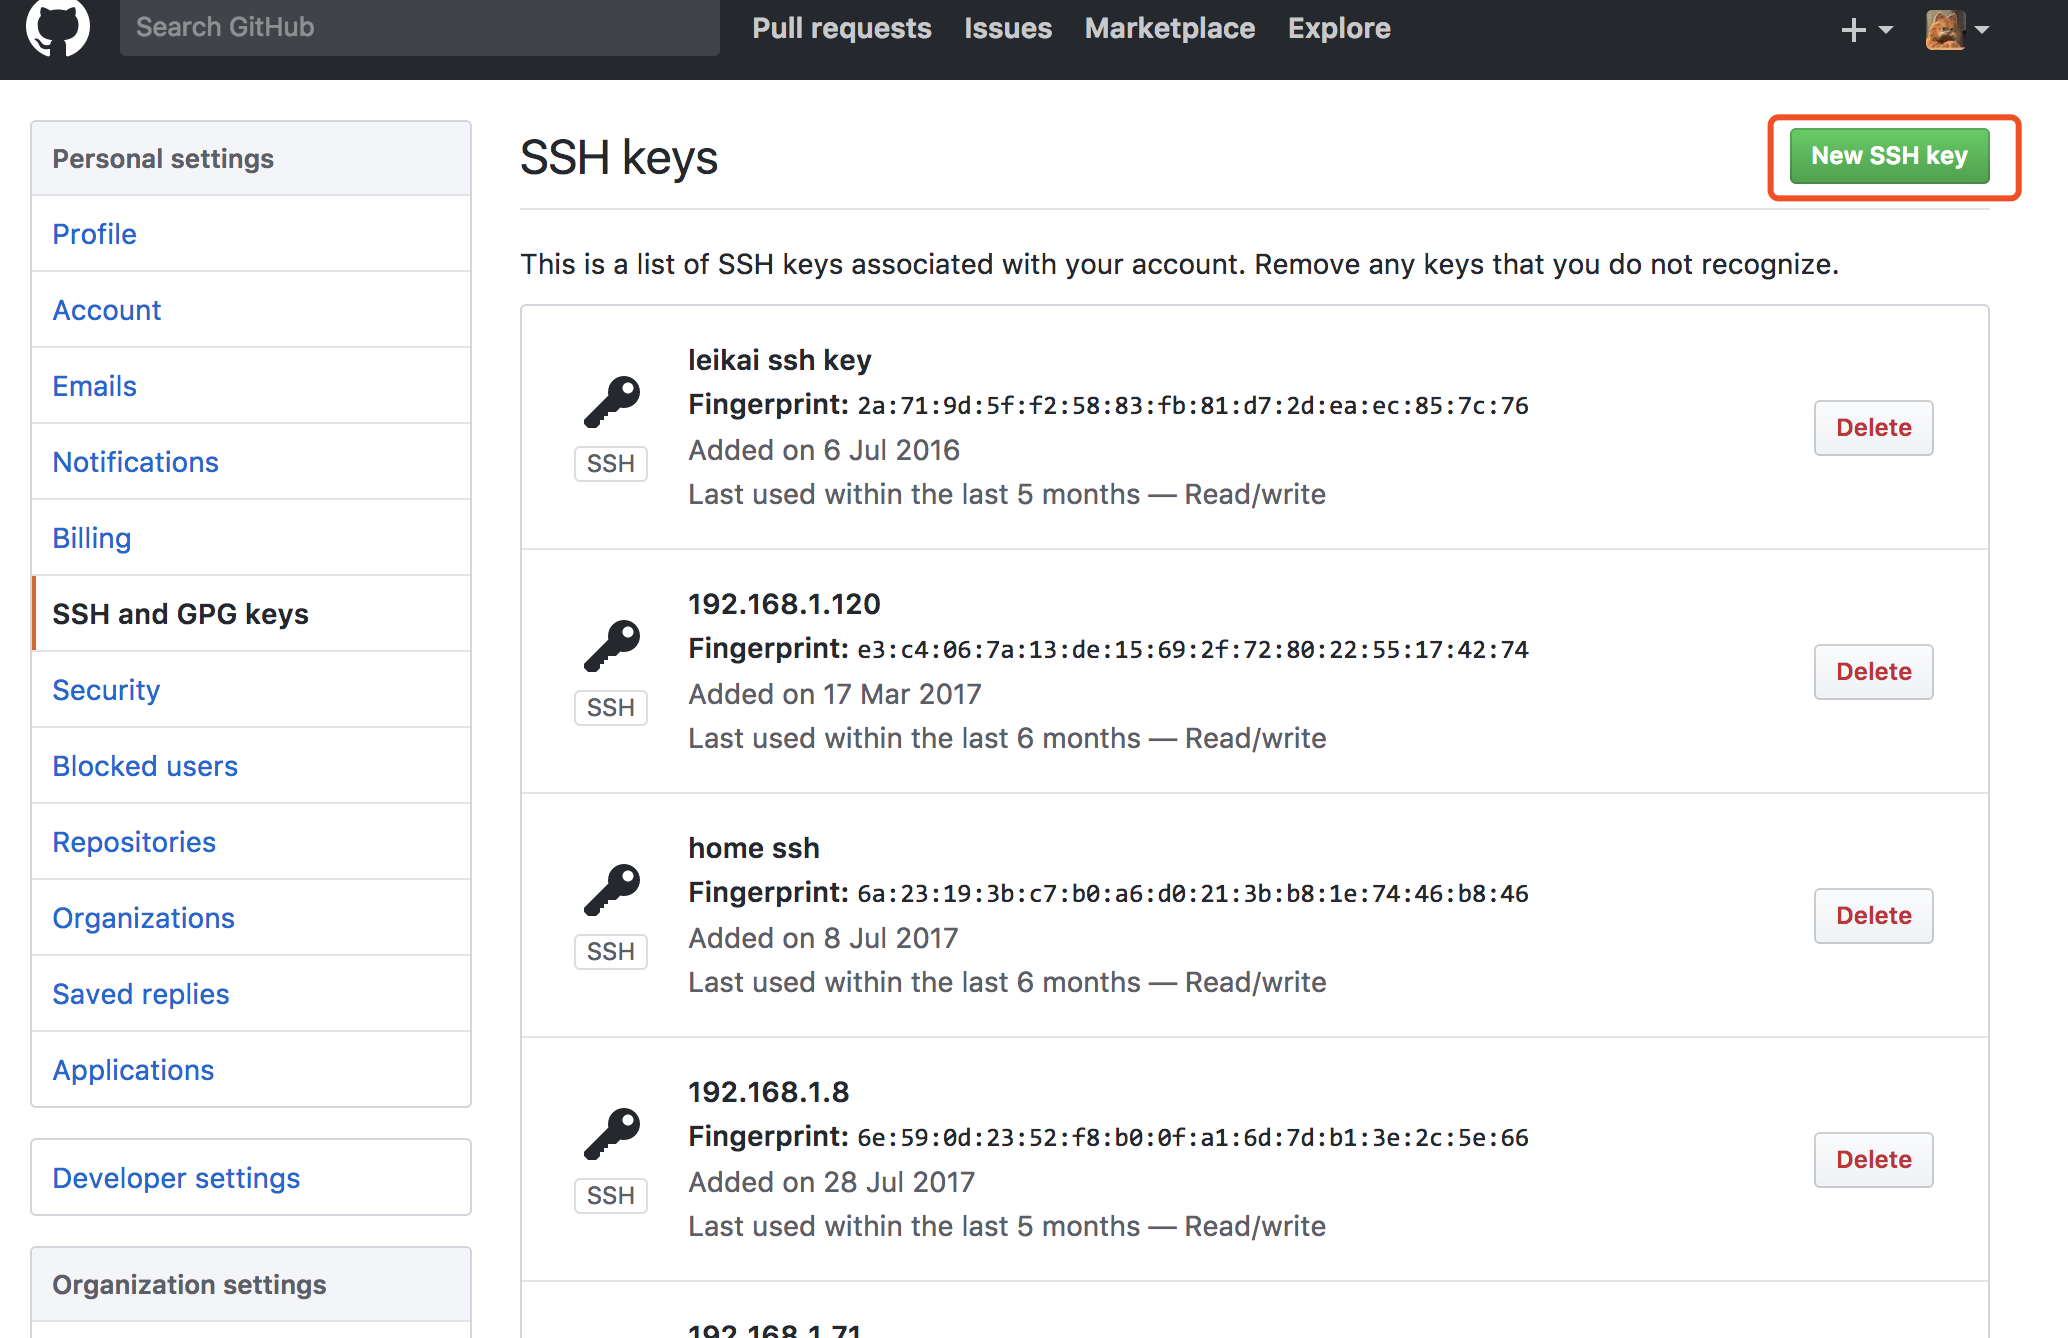 Search GitHub
Pull requests Issues Marketplace Explore
Personal settings
Profile
Account
Emails
Notifications
Billing
SSH and GPG keys
Security
Blocked users
Repositories
Organizations
Saved replies
Applications
Developer settings
Organization settings
SSH keys
New SSH key
This is a list of SSH keys associated with your account. Remove any keys that you do not recognize.
leikai ssh key
Fingerprint: 2a:71:9d:5f:f2:58:83:fb:81:d7:2d:ea:ec:85:7c:76
Added on 6 Jul 2016
Last used within the last 5 months — Read/write
SSH
Delete
192.168.1.120
Fingerprint: e3:c4:06:7a:13:de:15:69:2f:72:80:22:55:17:42:74
Added on 17 Mar 2017
Last used within the last 6 months — Read/write
SSH
Delete
home ssh
Fingerprint: 6a:23:19:3b:c7:b0:a6:d0:21:3b:b8:1e:74:46:b8:46
Added on 8 Jul 2017
Last used within the last 6 months — Read/write
SSH
Delete
192.168.1.8
Fingerprint: 6e:59:0d:23:52:f8:b0:0f:a1:6d:7d:b1:3e:2c:5e:66
Added on 28 Jul 2017
Last used within the last 5 months — Read/write
SSH
Delete
192.168.1.71